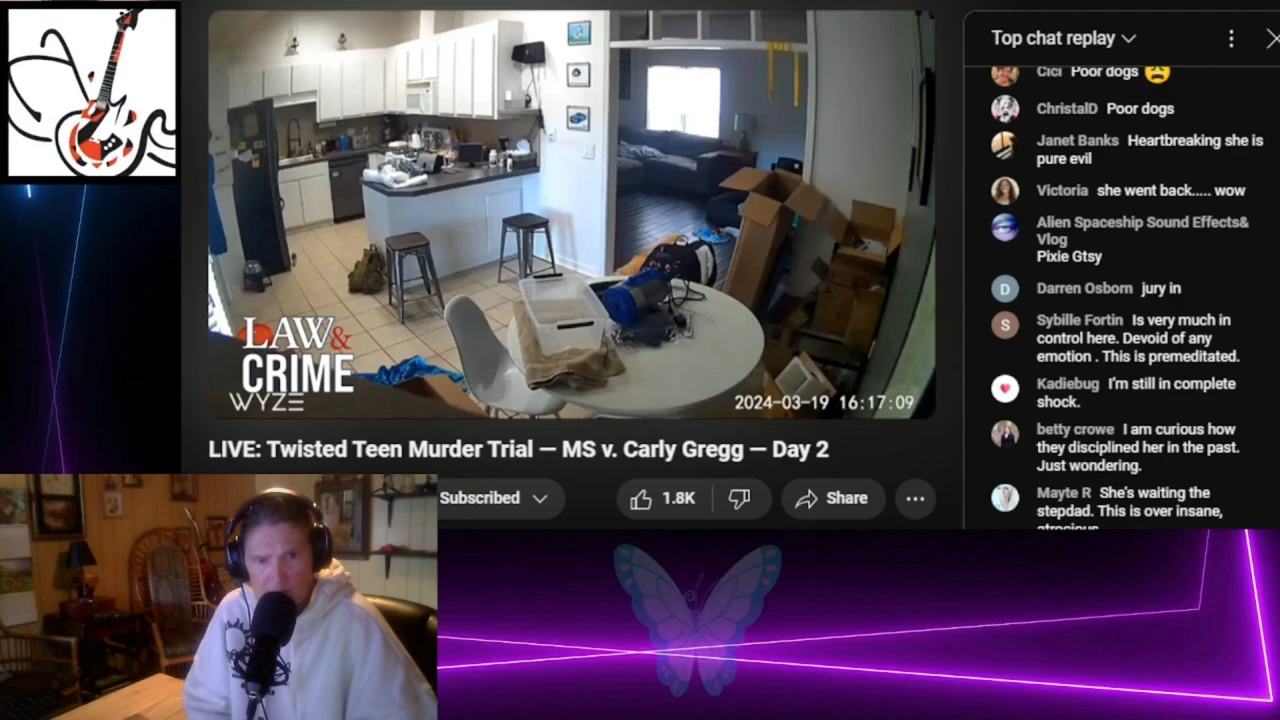 LAW&
CRIME
WYZE
2024-03-19 16:17:09
LIVE: Twisted Teen Murder Trial — MS v. Carly Gregg — Day 2
Subscribed
1.8K
Share
Top chat replay
Cici Poor dogs
ChristalD Poor dogs
Janet Banks Heartbreaking she is
pure evil
Victoria she went back..... wow
Alien Spaceship Sound Effects&
Vlog
Pixie Gtsy
D
Darren Osborn jury in
S
Sybille Fortin Is very much in
control here. Devoid of any
emotion . This is premeditated.
Kadiebug I'm still in complete
shock.
betty crowe I am curious how
they disciplined her in the past.
Just wondering.
Mayte R She's waiting the
stepdad. This is over insane,
atrocious